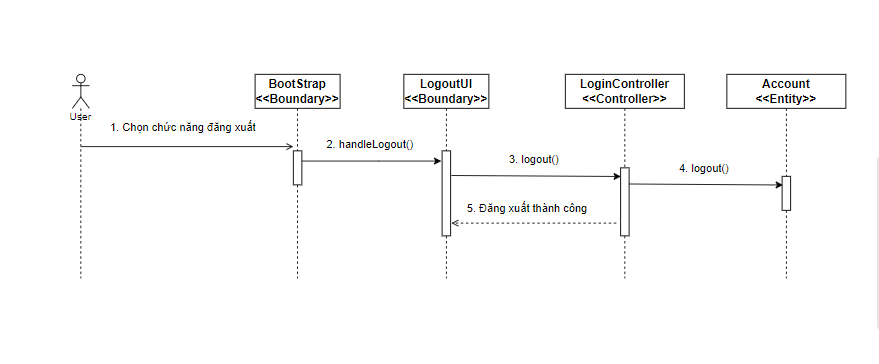 BootStrap
<<Boundary>>
LogoutUI
<<Boundary>>
LoginController
<<Controller>>
Account
<<Entity>>
User
1. Chọn chức năng đăng xuất
2. handleLogout()
3. logout()
4. logout()
5. Đăng xuất thành công